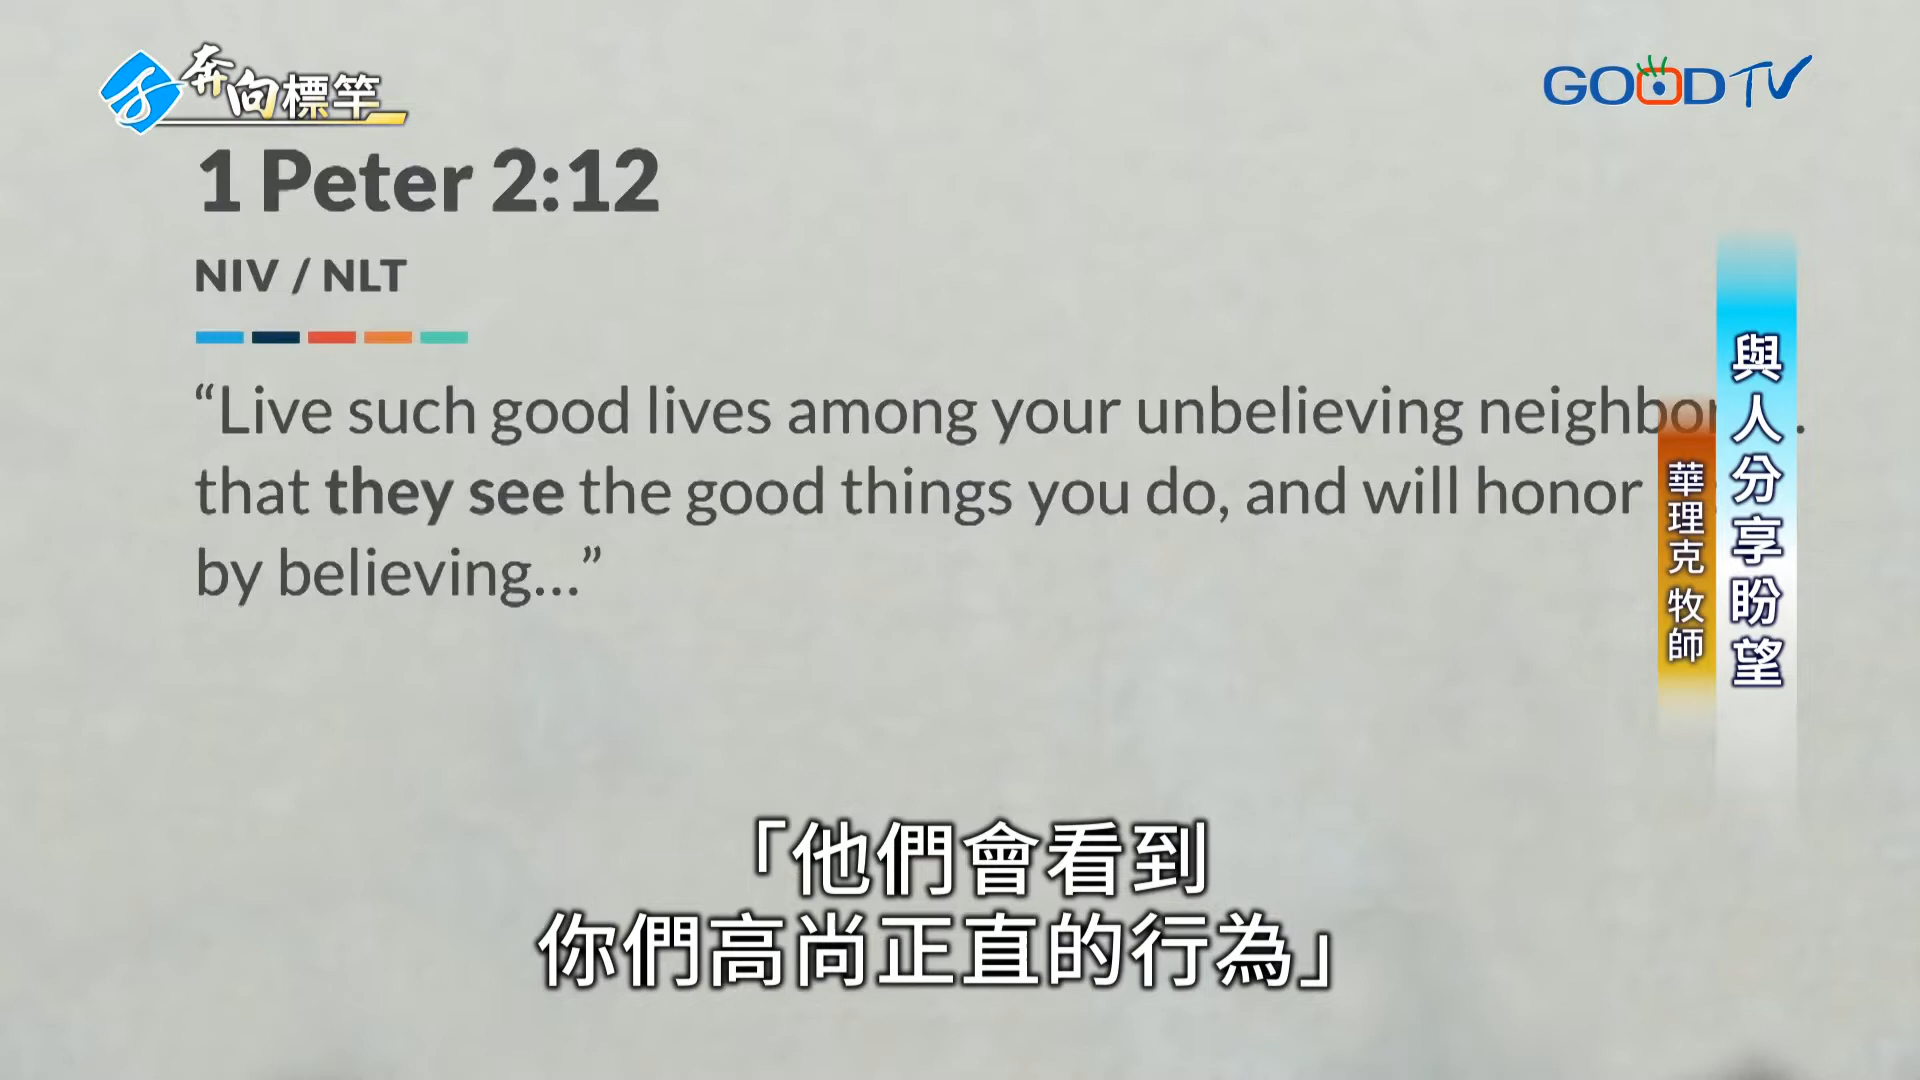 奔向標竿
GOOD TV
1 Peter 2:12
NIV / NLT
“Live such good lives among your unbelieving
that they see the good things you do, and will honor
by believing...”
與人分享盼望
華理克 牧師
「他們會看到
你們高尚正直的行為」